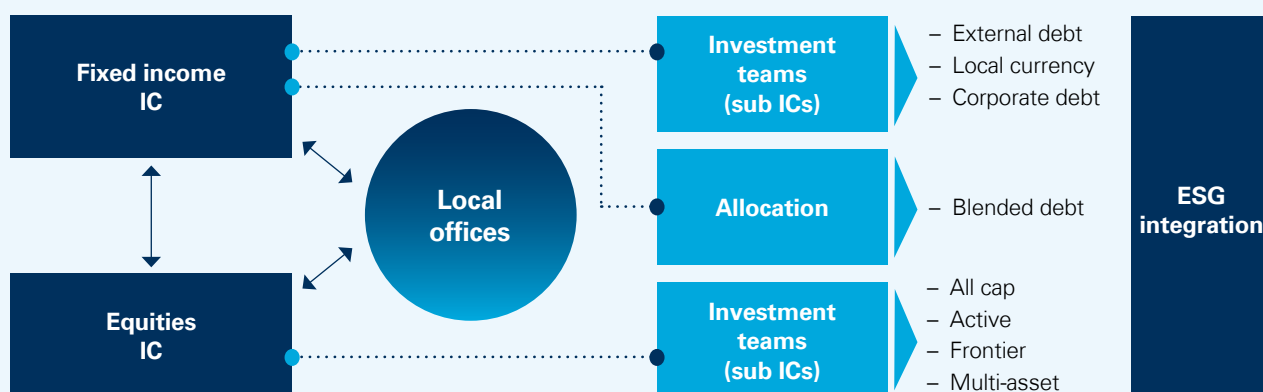 Fixed income
IC
Local
offices
Equities
IC
Investment
teams
(sub ICs)
– External debt
– Local currency
– Corporate debt
Allocation
– Blended debt
Investment
teams
(sub ICs)
– All cap
– Active
– Frontier
– Multi-asset
ESG
integration